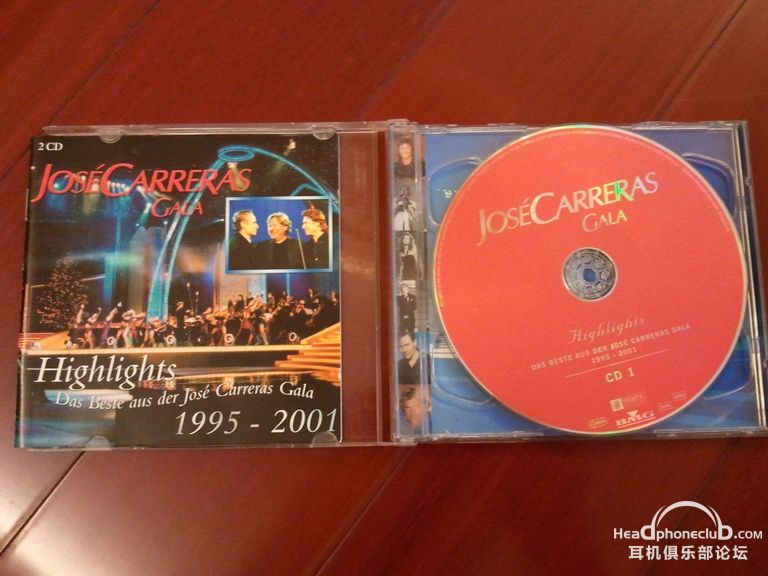 2 CD
JOSÉ CARRERAS
GALA
Highlights
Das Beste aus der José Carreras Gala
1995 - 2001
JOSÉ CARRERAS
GALA
Highlights
DAS BESTE AUS DER JOSÉ CARRERAS GALA
1995 - 2001
CD 1
BMG
HeadphoneclubD.COM
耳机俱乐部论坛